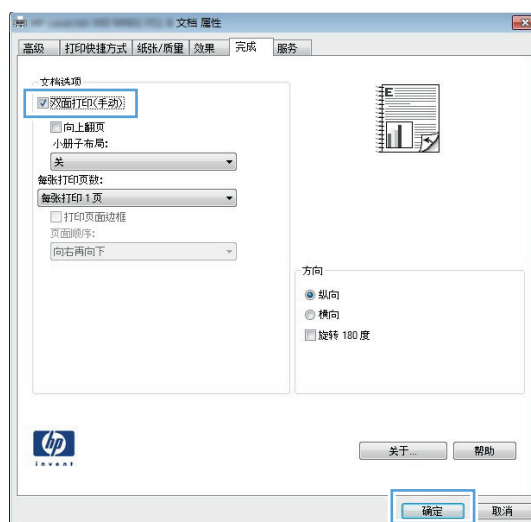 文档 属性
高级 打印快捷方式 纸张/质量 效果 完成 服务
文档选项
双面打印(手动)
向上翻页
小册子布局:
关
每张打印页数:
每张打印 1 页
打印页面边框
页面顺序:
向右再向下
E
方向
纵向
横向
旋转 180 度
hp
invent
关于... 帮助
确定 取消